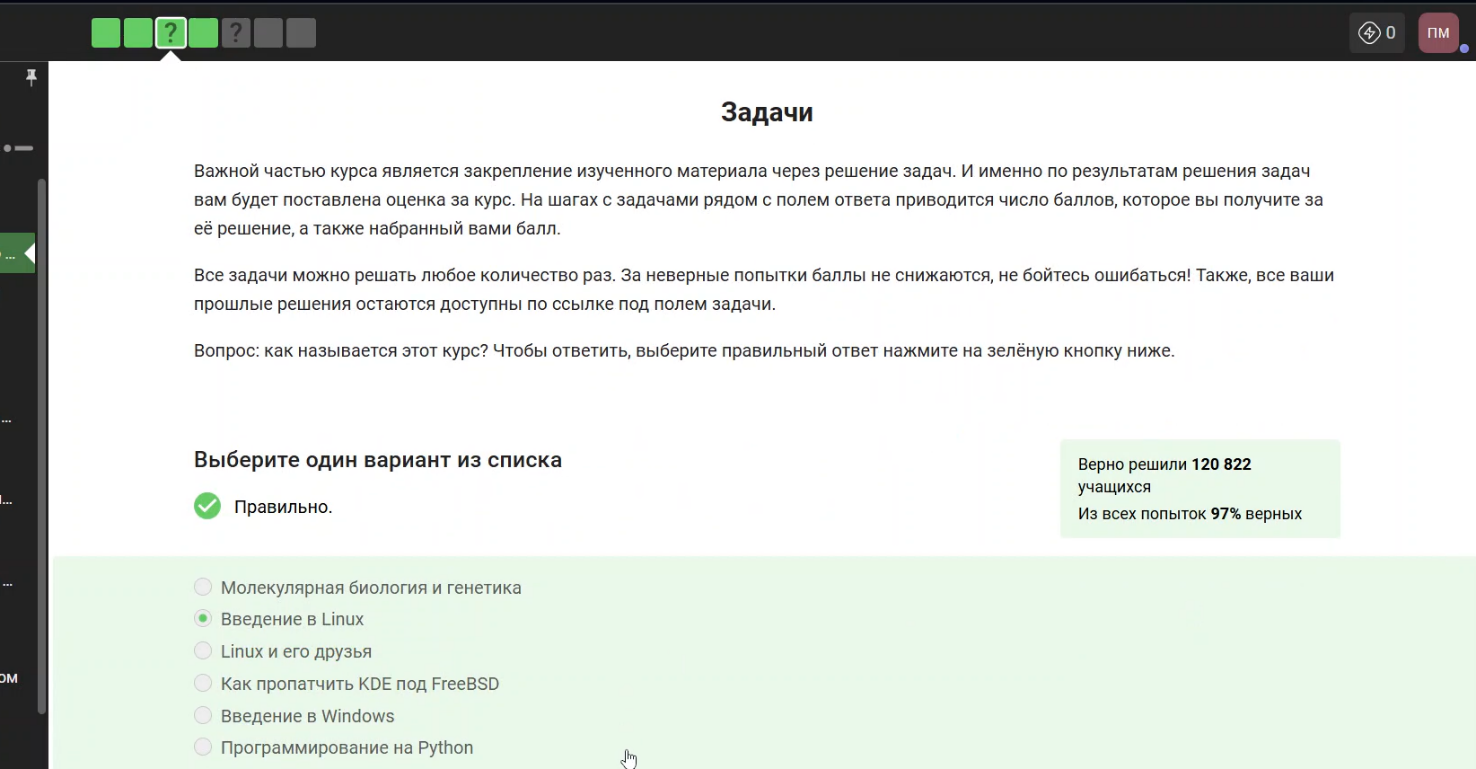 ?
?
0
ПМ
Задачи
Важной частью курса является закрепление изученного материала через решение задач. И именно по результатам решения задач
вам будет поставлена оценка за курс. На шагах с задачами рядом с полем ответа приводится число баллов, которое вы получите за
её решение, а также набранный вами балл.
Все задачи можно решать любое количество раз. За неверные попытки баллы не снижаются, не бойтесь ошибаться! Также, все ваши
прошлые решения остаются доступны по ссылке под полем задачи.
Вопрос: как называется этот курс? Чтобы ответить, выберите правильный ответ нажмите на зелёную кнопку ниже.
Выберите один вариант из списка
Правильно.
Верно решили 120 822
учащихся
Из всех попыток 97% верных
Молекулярная биология и генетика
Введение в Linux
Linux и его друзья
Как пропатчить KDE под FreeBSD
Введение в Windows
Программирование на Python